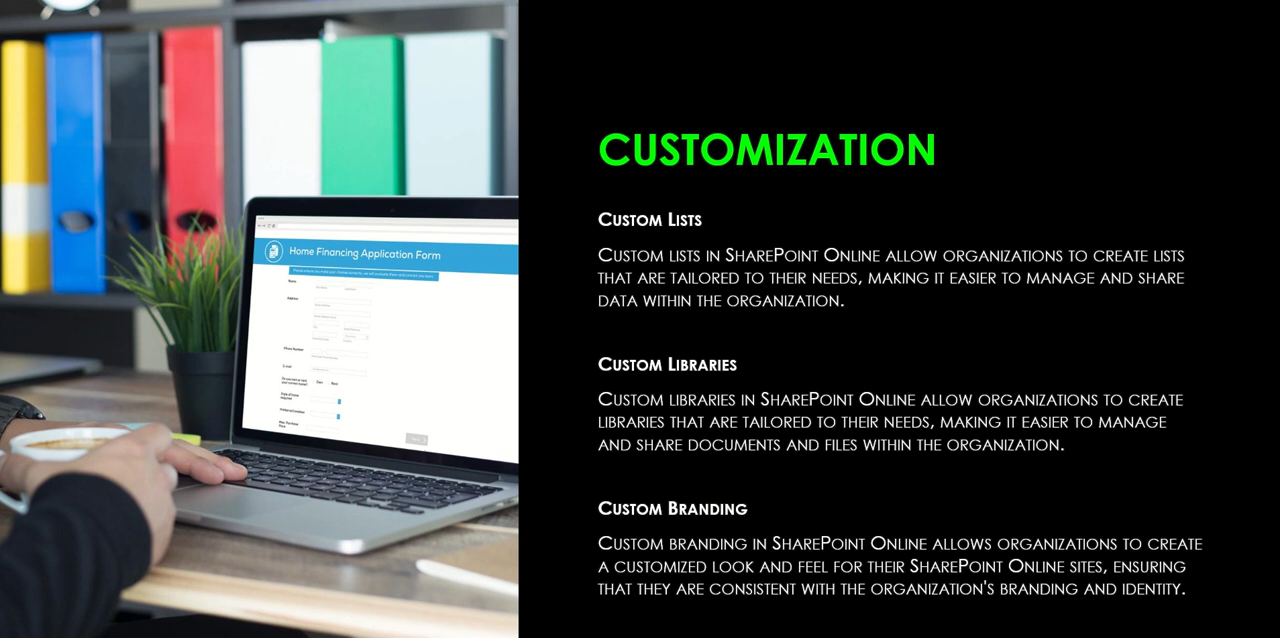 CUSTOMIZATION
Custom Lists
Custom lists in SharePoint Online allow organizations to create lists
that are tailored to their needs, making it easier to manage and share
data within the organization.
Custom Libraries
Custom libraries in SharePoint Online allow organizations to create
libraries that are tailored to their needs, making it easier to manage
and share documents and files within the organization.
Custom Branding
Custom branding in SharePoint Online allows organizations to create
a customized look and feel for their SharePoint Online sites, ensuring
that they are consistent with the organization's branding and identity.
Home Financing Application Form
Name
Address
Phone Number
E-mail